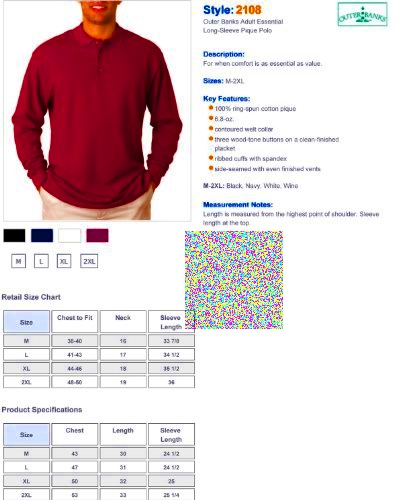 Style: 2108
Outer Banks Adult Essential
Long-Sleeve Pique Polo
OUTER BANKS
Description:
For when comfort is as essential as value.
Sizes: M-2XL
Key Features:
100% ring-spun cotton pique
6.8-oz.
contoured welt collar
three wood-tone buttons on a clean-finished
placket
ribbed cuffs with spandex
side-seamed with even finished vents
M-2XL: Black, Navy, White, Wine
Measurement Notes:
Length is measured from the highest point of shoulder. Sleeve
length at the top
M L XL 2XL
Retail Size Chart
Size Chest to Fit Neck Sleeve Length
M 38-40 16 33 7/8
L 41-43 17 34 1/2
XL 44-46 18 35 1/2
2XL 48-50 19 36
Product Specifications
Size Chest Length Sleeve Length
M 43 30 24 1/2
L 47 31 24 1/2
XL 50 32 25
2XL 53 33 25 1/4